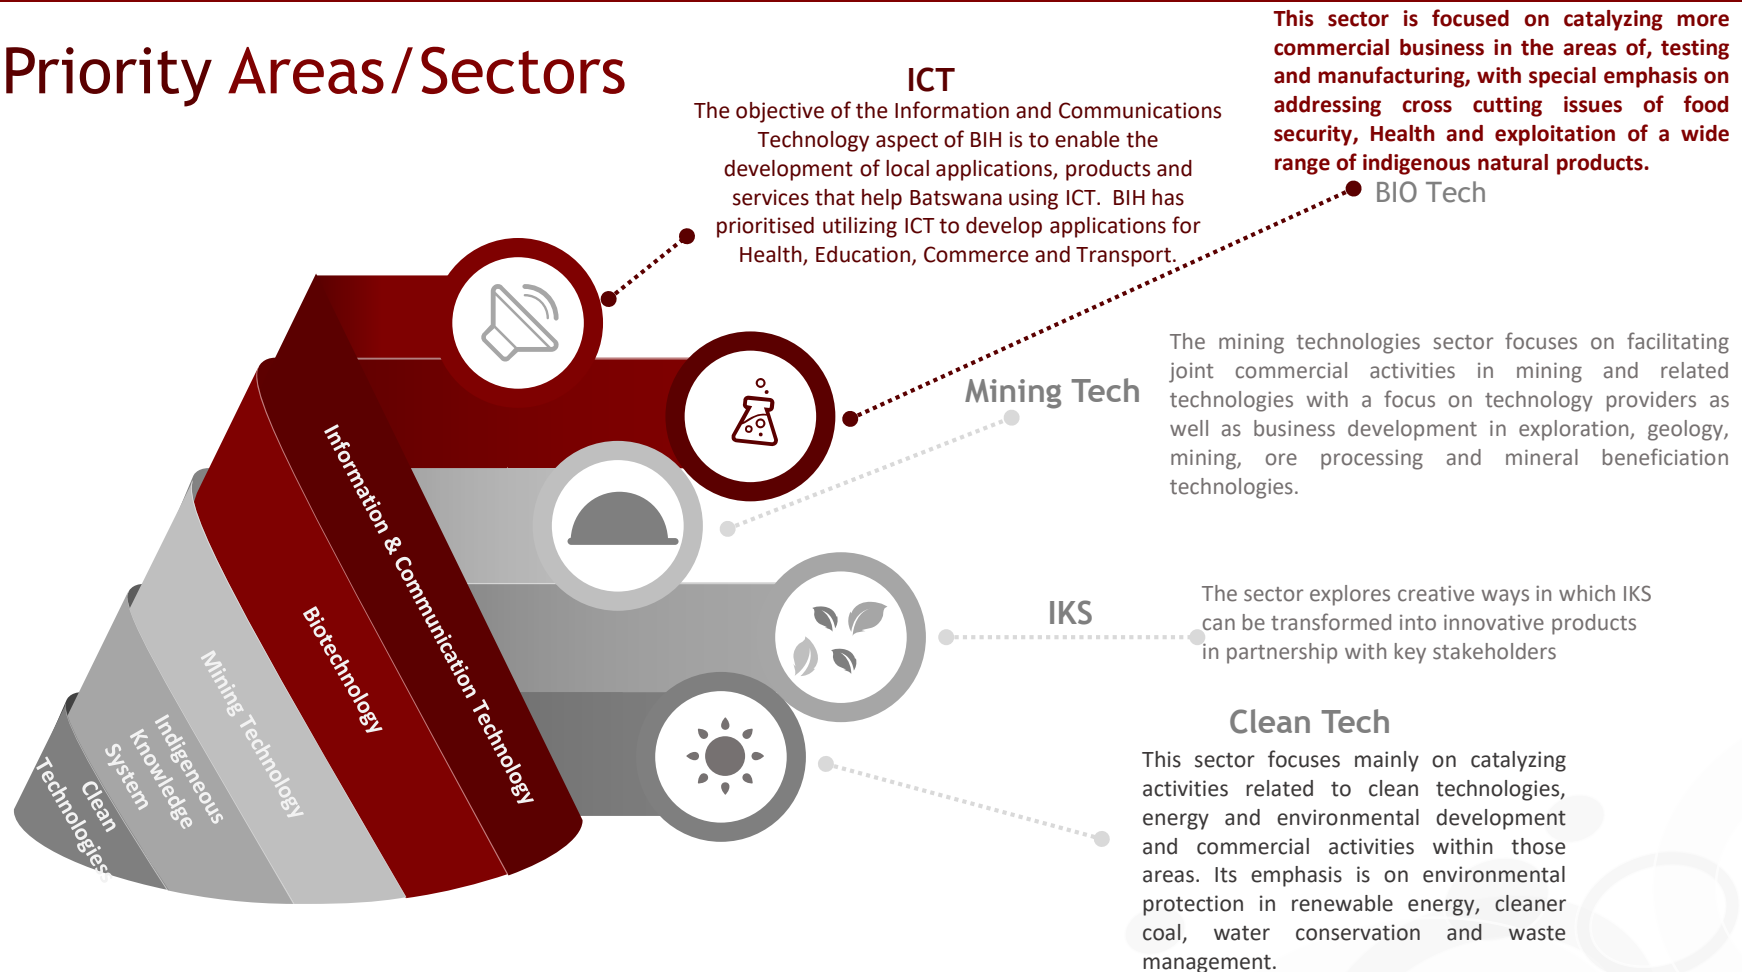 Priority Areas/Sectors
ICT
The objective of the Information and Communications
Technology aspect of BIH is to enable the
development of local applications, products and
services that help Batswana using ICT. BIH has
prioritised utilizing ICT to develop applications for
Health, Education, Commerce and Transport.
This sector is focused on catalyzing more
commercial business in the areas of, testing
and manufacturing, with special emphasis on
addressing cross cutting issues of food
security, Health and exploitation of a wide
range of indigenous natural products.
BIO Tech
Mining Tech
The mining technologies sector focuses on facilitating
joint commercial activities in mining and related
technologies with a focus on technology providers as
well as business development in exploration, geology,
mining, ore processing and mineral beneficiation
technologies.
IKS
The sector explores creative ways in which IKS
can be transformed into innovative products
in partnership with key stakeholders
Clean Tech
This sector focuses mainly on catalyzing
activities related to clean technologies,
energy and environmental development
and commercial activities within those
areas. Its emphasis is on environmental
protection in renewable energy, cleaner
coal, water conservation and waste
management.
Information & Communication Technology
Biotechnology
Mining Technology
Indigeneous
Knowledge
System
Clean
Technologiess